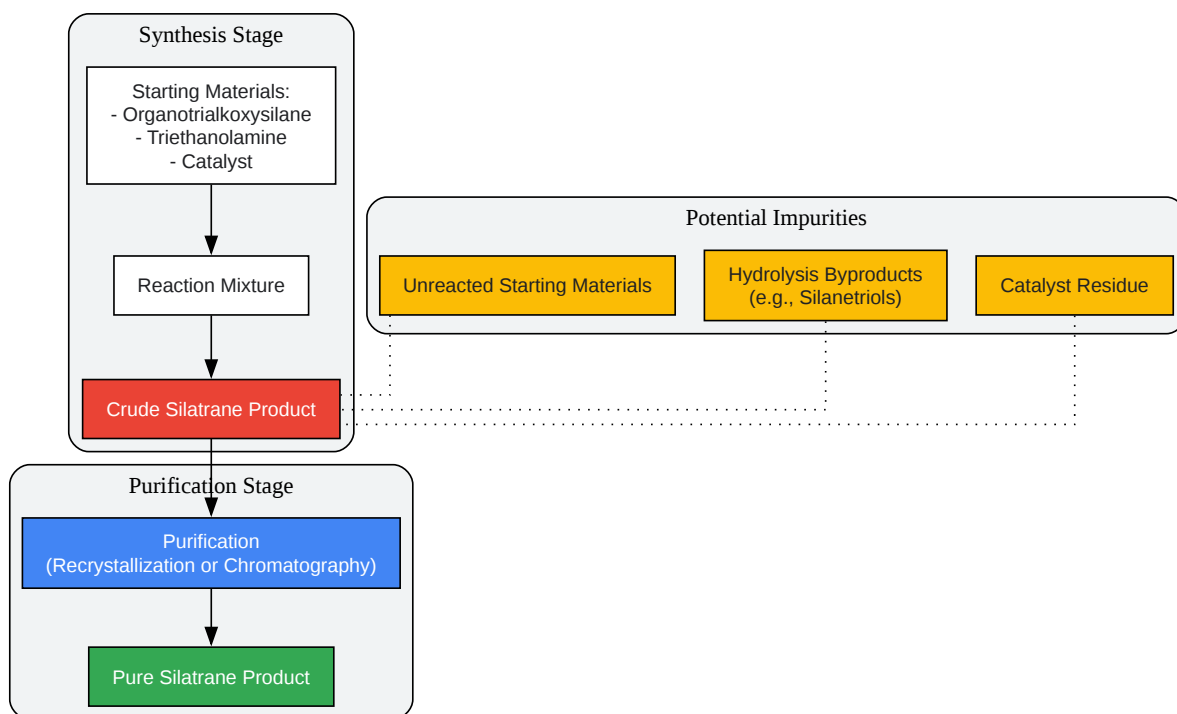 Synthesis Stage
Starting Materials:
- Organotrialkoxysilane
- Triethanolamine
- Catalyst
Reaction Mixture
Crude Silatrane Product
Potential Impurities
Unreacted Starting Materials
Hydrolysis Byproducts
(e.g., Silanetriols)
Catalyst Residue
Purification Stage
Purification
(Recrystallization or Chromatography)
Pure Silatrane Product